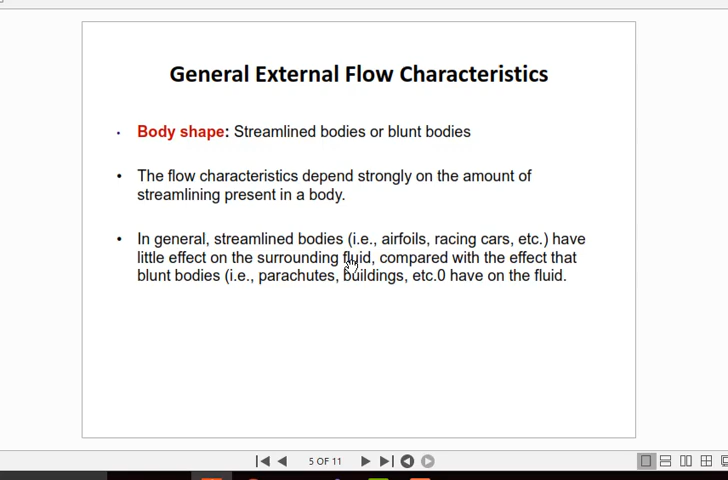 General External Flow Characteristics
• Body shape: Streamlined bodies or blunt bodies
• The flow characteristics depend strongly on the amount of
streamlining present in a body.
• In general, streamlined bodies (i.e., airfoils, racing cars, etc.) have
little effect on the surrounding fluid, compared with the effect that
blunt bodies (i.e., parachutes, buildings, etc.0 have on the fluid.
5 OF 11